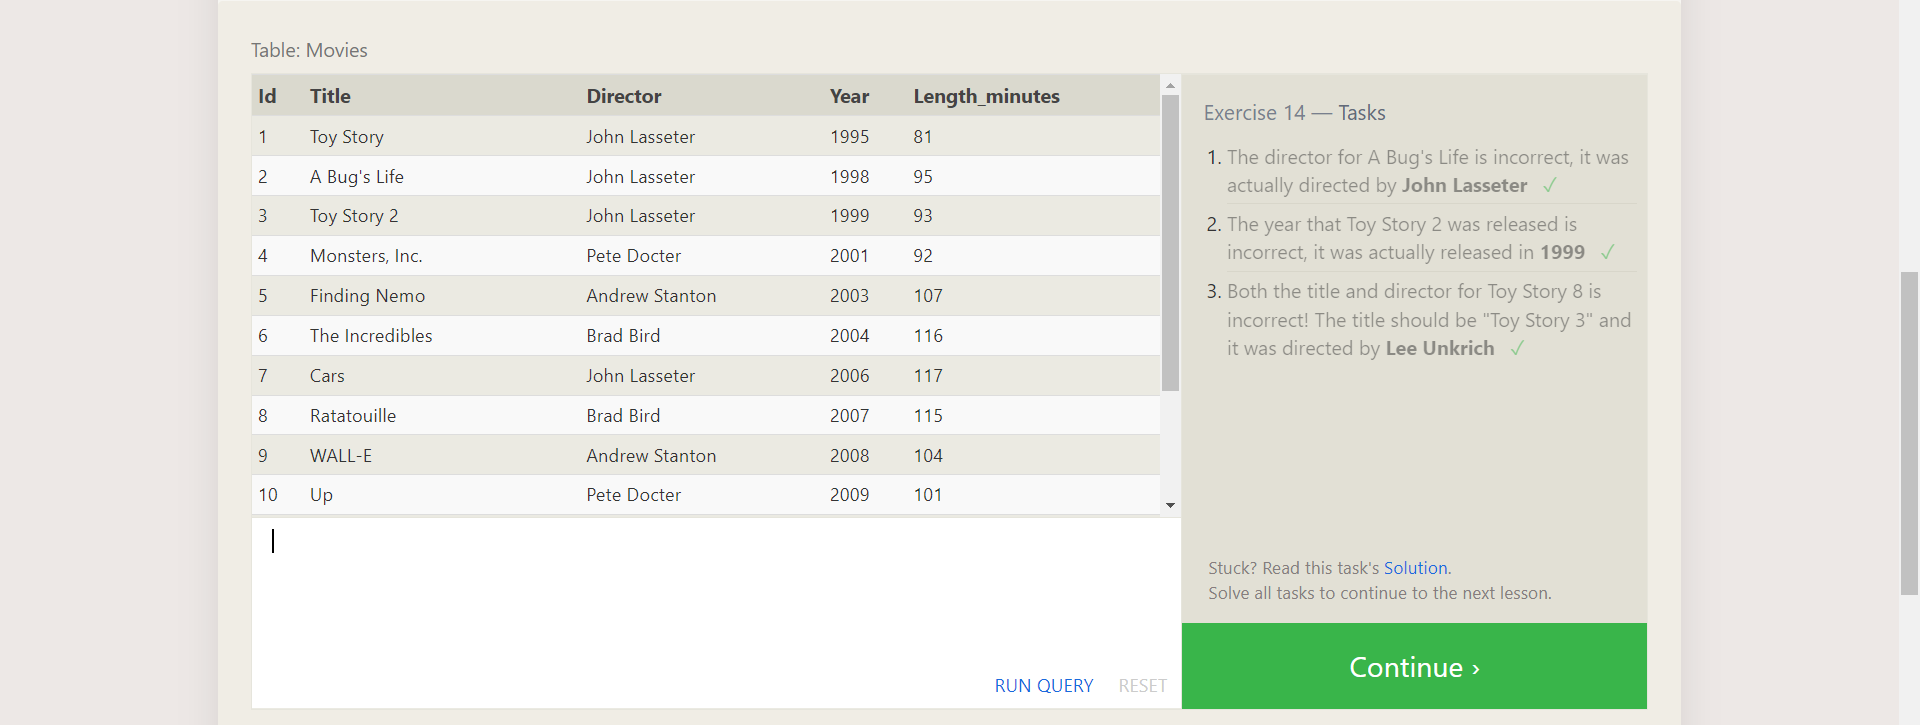 Table: Movies
Id Title Director Year Length_minutes
1 Toy Story John Lasseter 1995 81
2 A Bug's Life John Lasseter 1998 95
3 Toy Story 2 John Lasseter 1999 93
4 Monsters, Inc. Pete Docter 2001 92
5 Finding Nemo Andrew Stanton 2003 107
6 The Incredibles Brad Bird 2004 116
7 Cars John Lasseter 2006 117
8 Ratatouille Brad Bird 2007 115
9 WALL-E Andrew Stanton 2008 104
10 Up Pete Docter 2009 101
RUN QUERY RESET
Exercise 14 — Tasks
1. The director for A Bug's Life is incorrect, it was
actually directed by John Lasseter ✓
2. The year that Toy Story 2 was released is
incorrect, it was actually released in 1999 ✓
3. Both the title and director for Toy Story 8 is
incorrect! The title should be "Toy Story 3" and
it was directed by Lee Unkrich ✓
Stuck? Read this task's Solution.
Solve all tasks to continue to the next lesson.
Continue ›